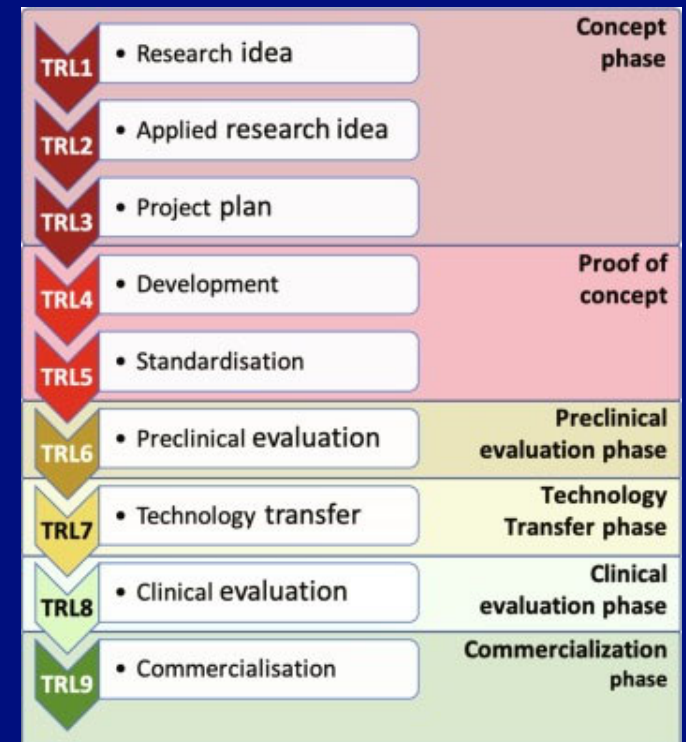 Concept
phase
TRL1 • Research idea
TRL2 • Applied research idea
TRL3 • Project plan
Proof of
concept
TRL4 • Development
TRL5 • Standardisation
Preclinical
evaluation phase
TRL6 • Preclinical evaluation
Technology
Transfer phase
TRL7 • Technology transfer
Clinical
evaluation phase
TRL8 • Clinical evaluation
Commercialization
phase
TRL9 • Commercialisation